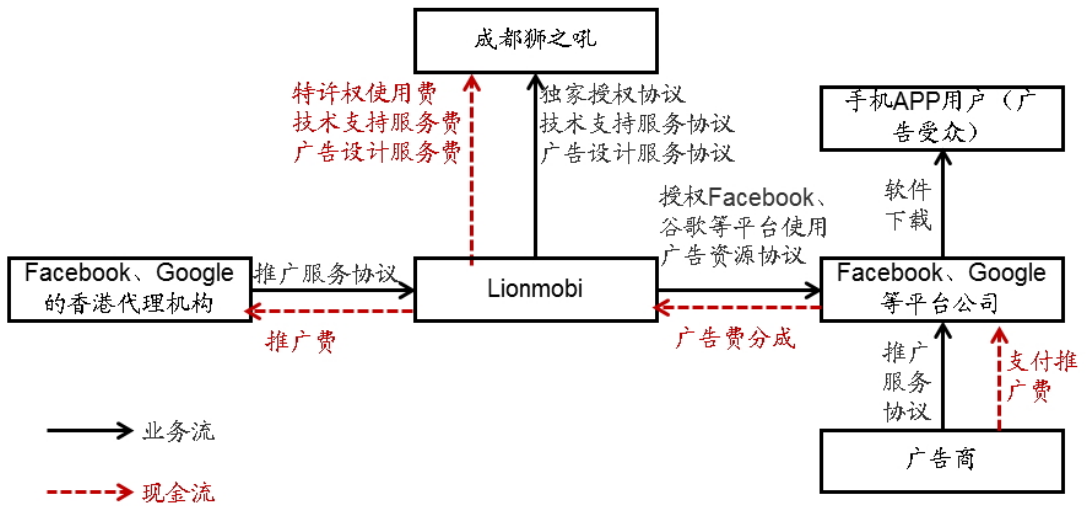 成都狮之吼
特许权使用费
技术支持服务费
广告设计服务费
独家授权协议
技术支持服务协议
广告设计服务协议
手机APP用户（广
告受众）
软件
下载
授权Facebook、
谷歌等平台使用
广告资源协议
Facebook、Google
的香港代理机构
推广服务协议
推广费
Lionmobi
广告费分成
Facebook、Google
等平台公司
推广
服务
协议
支付推
广费
广告商
业务流
现金流